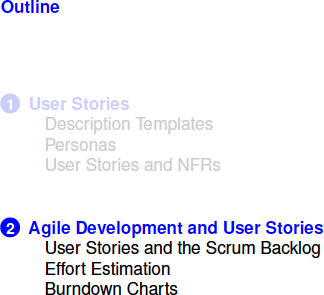 Outline
1 User Stories
Description Templates
Personas
User Stories and NFRs
2 Agile Development and User Stories
User Stories and the Scrum Backlog
Effort Estimation
Burndown Charts